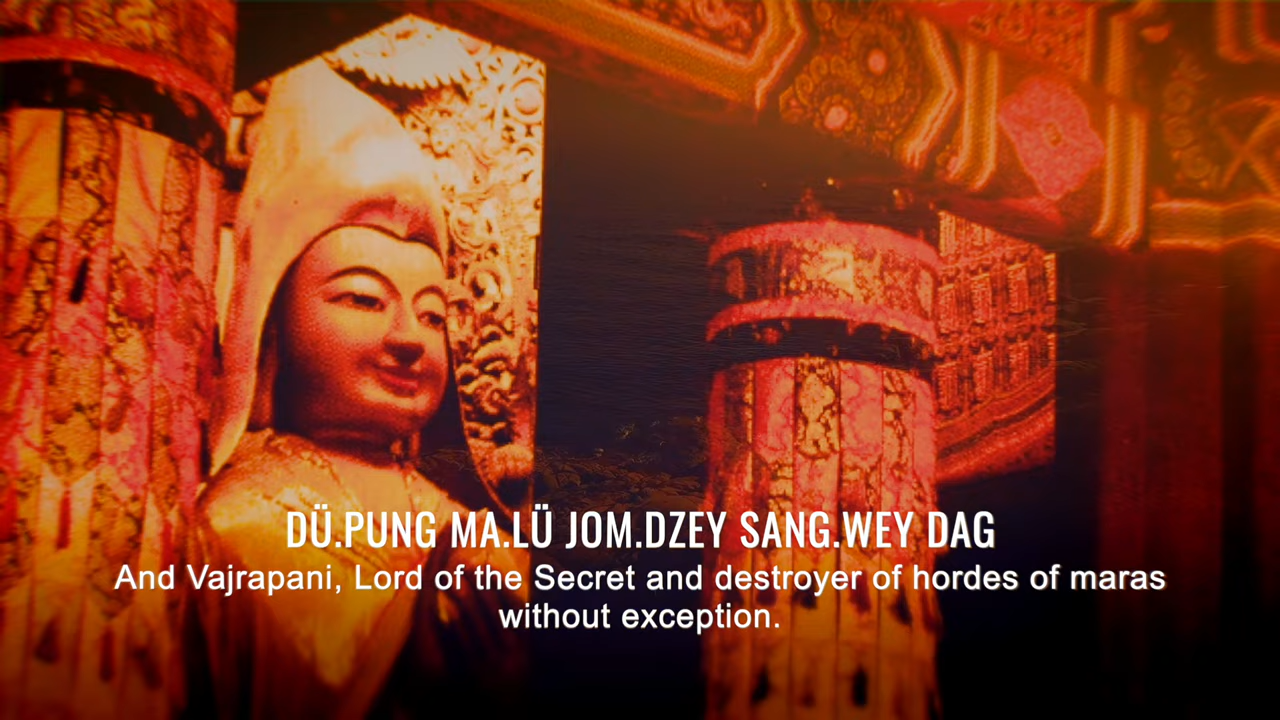 DÜ.PUNG MA.LÜ JOM.DZEY SANG.WEY DAG
And Vajrapani, Lord of the Secret and destroyer of hordes of maras
without exception.